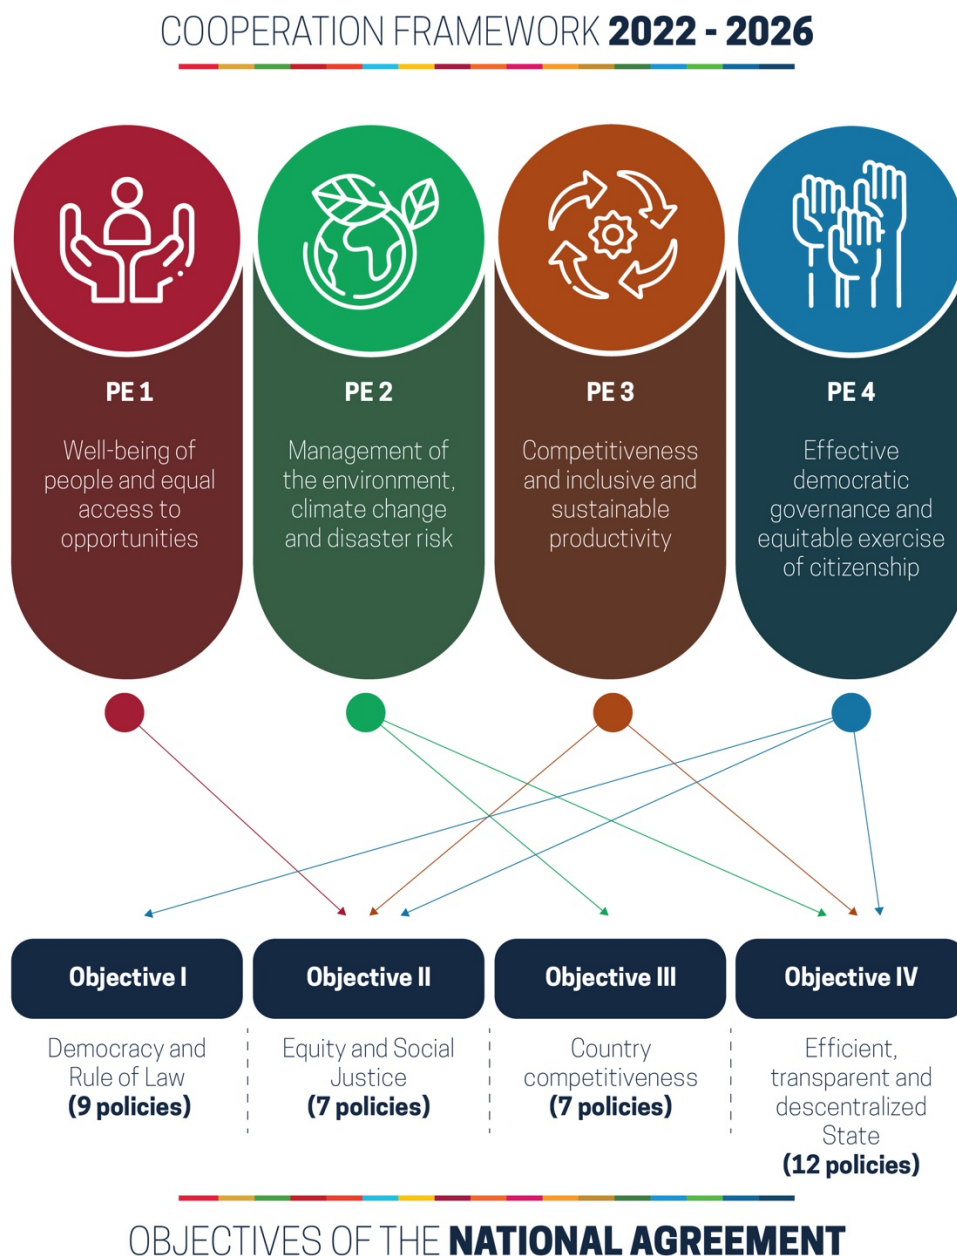 COOPERATION FRAMEWORK 2022 - 2026
PE 1
Well-being of
people and equal
access to
opportunities
PE 2
Management of
the environment,
climate change
and disaster risk
PE 3
Competitiveness
and inclusive and
sustainable
productivity
PE 4
Effective
democratic
governance and
equitable exercise
of citizenship
Objective I
Democracy and
Rule of Law
(9 policies)
Objective II
Equity and Social
Justice
(7 policies)
Objective III
Country
competitiveness
(7 policies)
Objective IV
Efficient,
transparent and
descentralized
State
(12 policies)
OBJECTIVES OF THE NATIONAL AGREEMENT